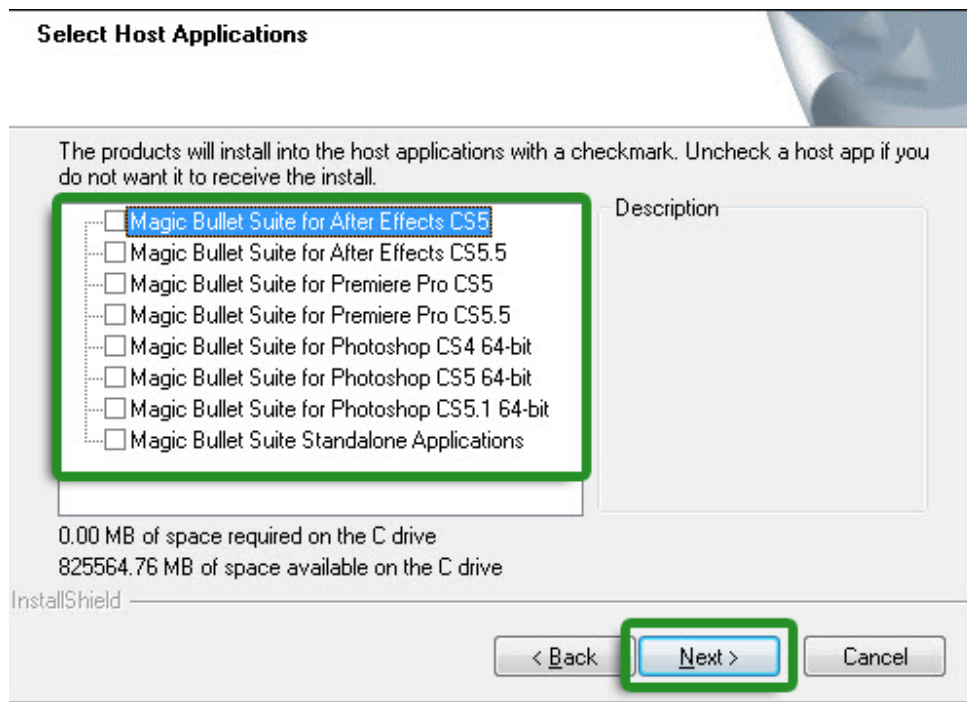 Select Host Applications
The products will install into the host applications with a checkmark. Uncheck a host app if you
do not want it to receive the install.
Magic Bullet Suite for After Effects CS5
Magic Bullet Suite for After Effects CS5.5
Magic Bullet Suite for Premiere Pro CS5
Magic Bullet Suite for Premiere Pro CS5.5
Magic Bullet Suite for Photoshop CS4 64-bit
Magic Bullet Suite for Photoshop CS5 64-bit
Magic Bullet Suite for Photoshop CS5.1 64-bit
Magic Bullet Suite Standalone Applications
Description
0.00 MB of space required on the C drive
825564.76 MB of space available on the C drive
InstallShield
< Back
Next >
Cancel